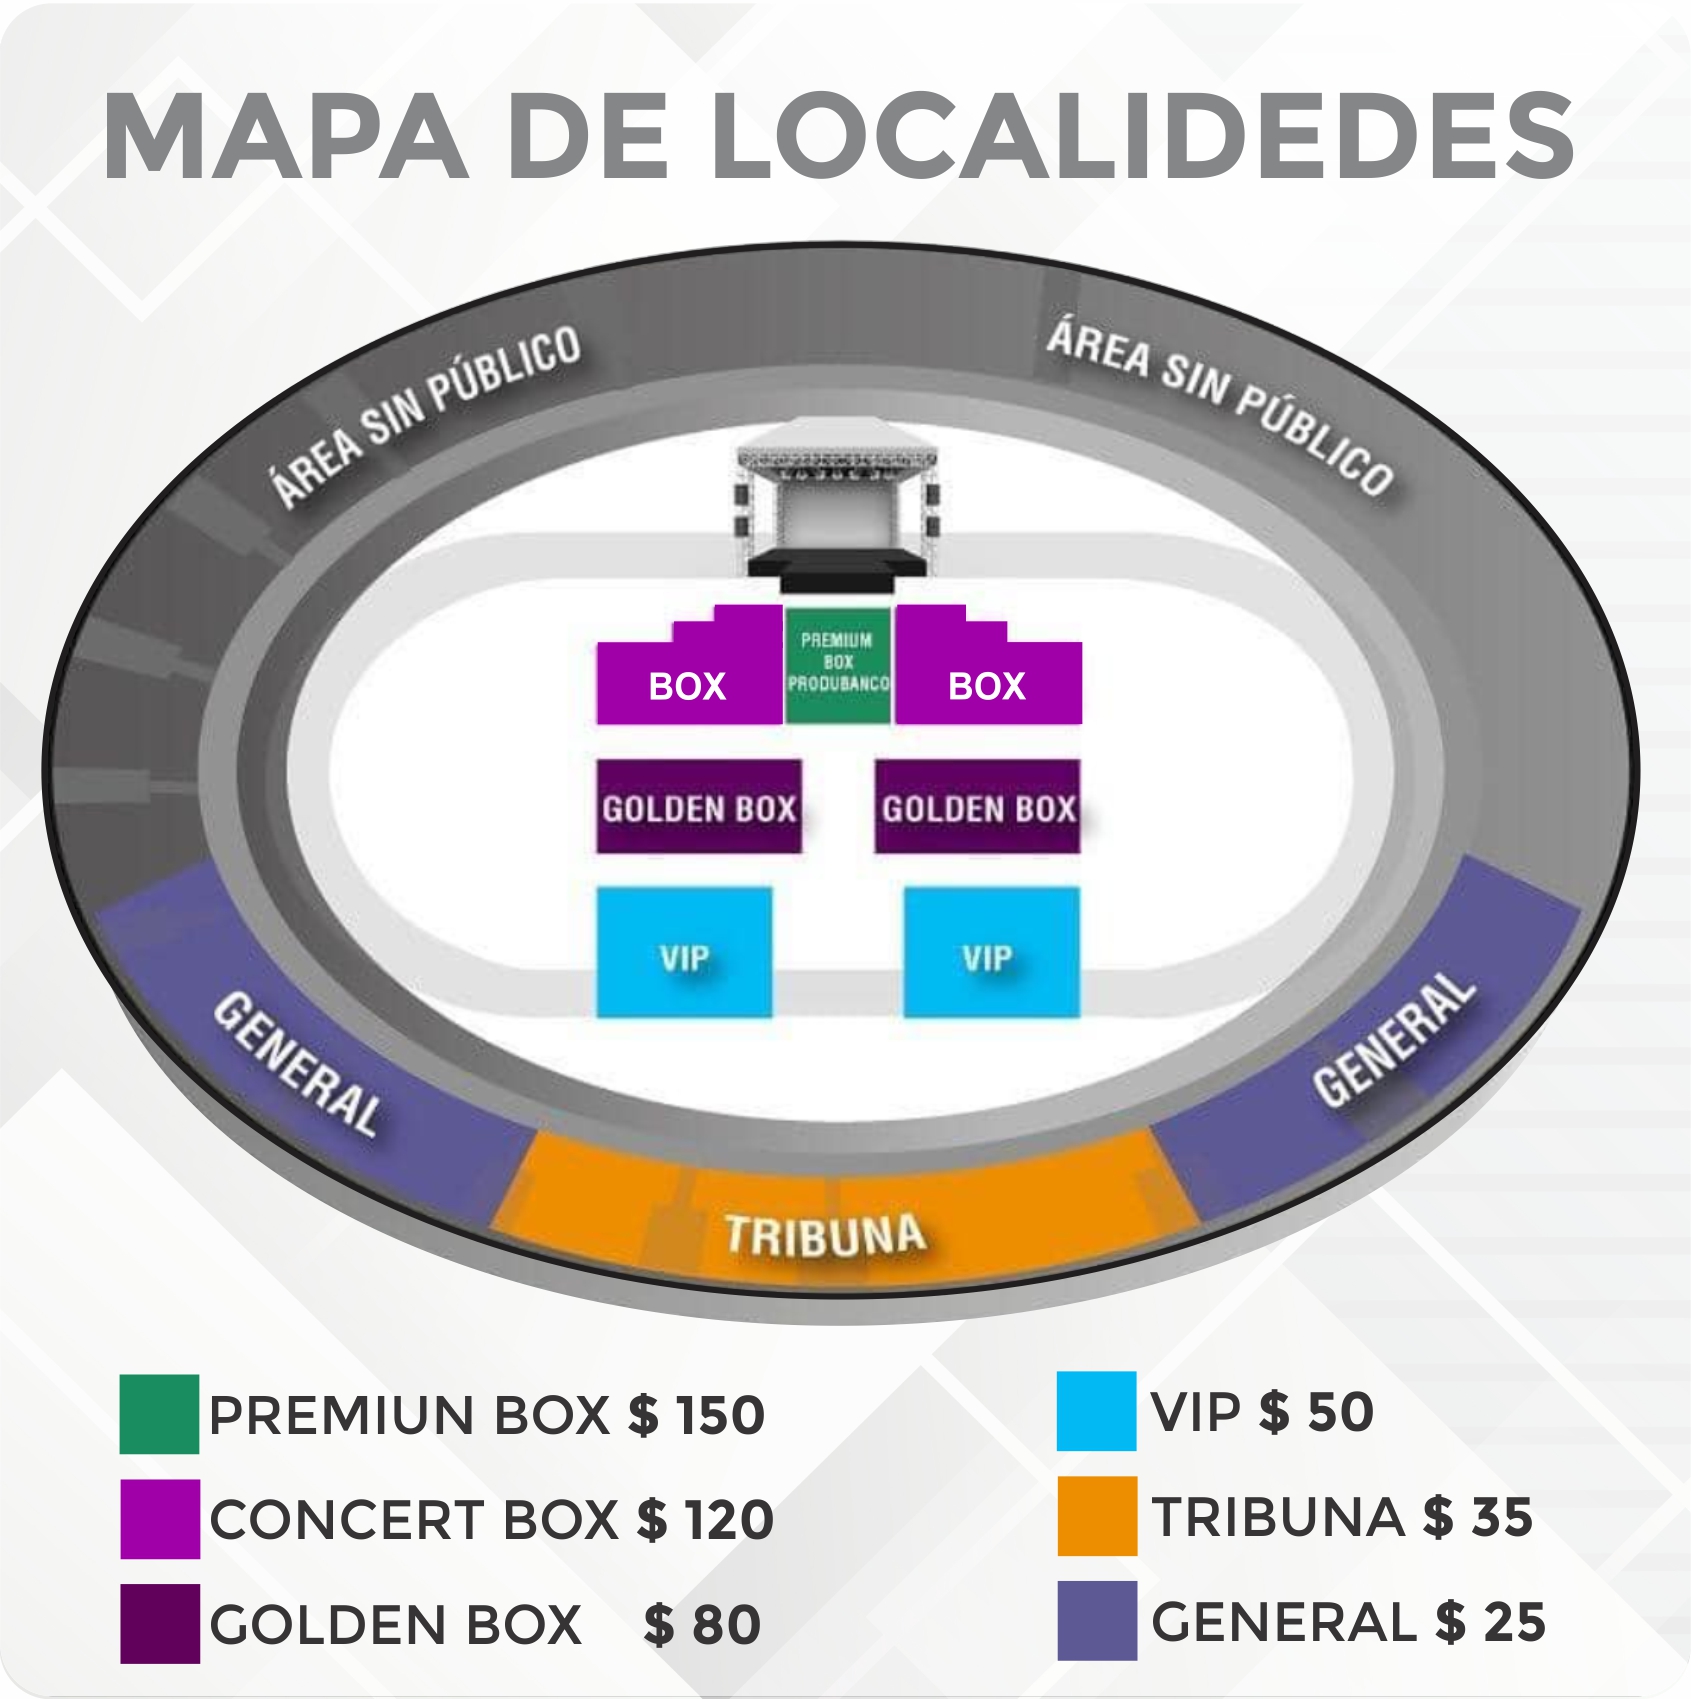 MAPA DE LOCALIDEDES
ÁREA SIN PÚBLICO
ÁREA SIN PÚBLICO
PREMIUM
BOX
PRODUBANCO
BOX
BOX
GOLDEN BOX
GOLDEN BOX
VIP
VIP
GENERAL
GENERAL
TRIBUNA
PREMIUN BOX $ 150
CONCERT BOX $ 120
GOLDEN BOX $ 80
VIP $ 50
TRIBUNA $ 35
GENERAL $ 25